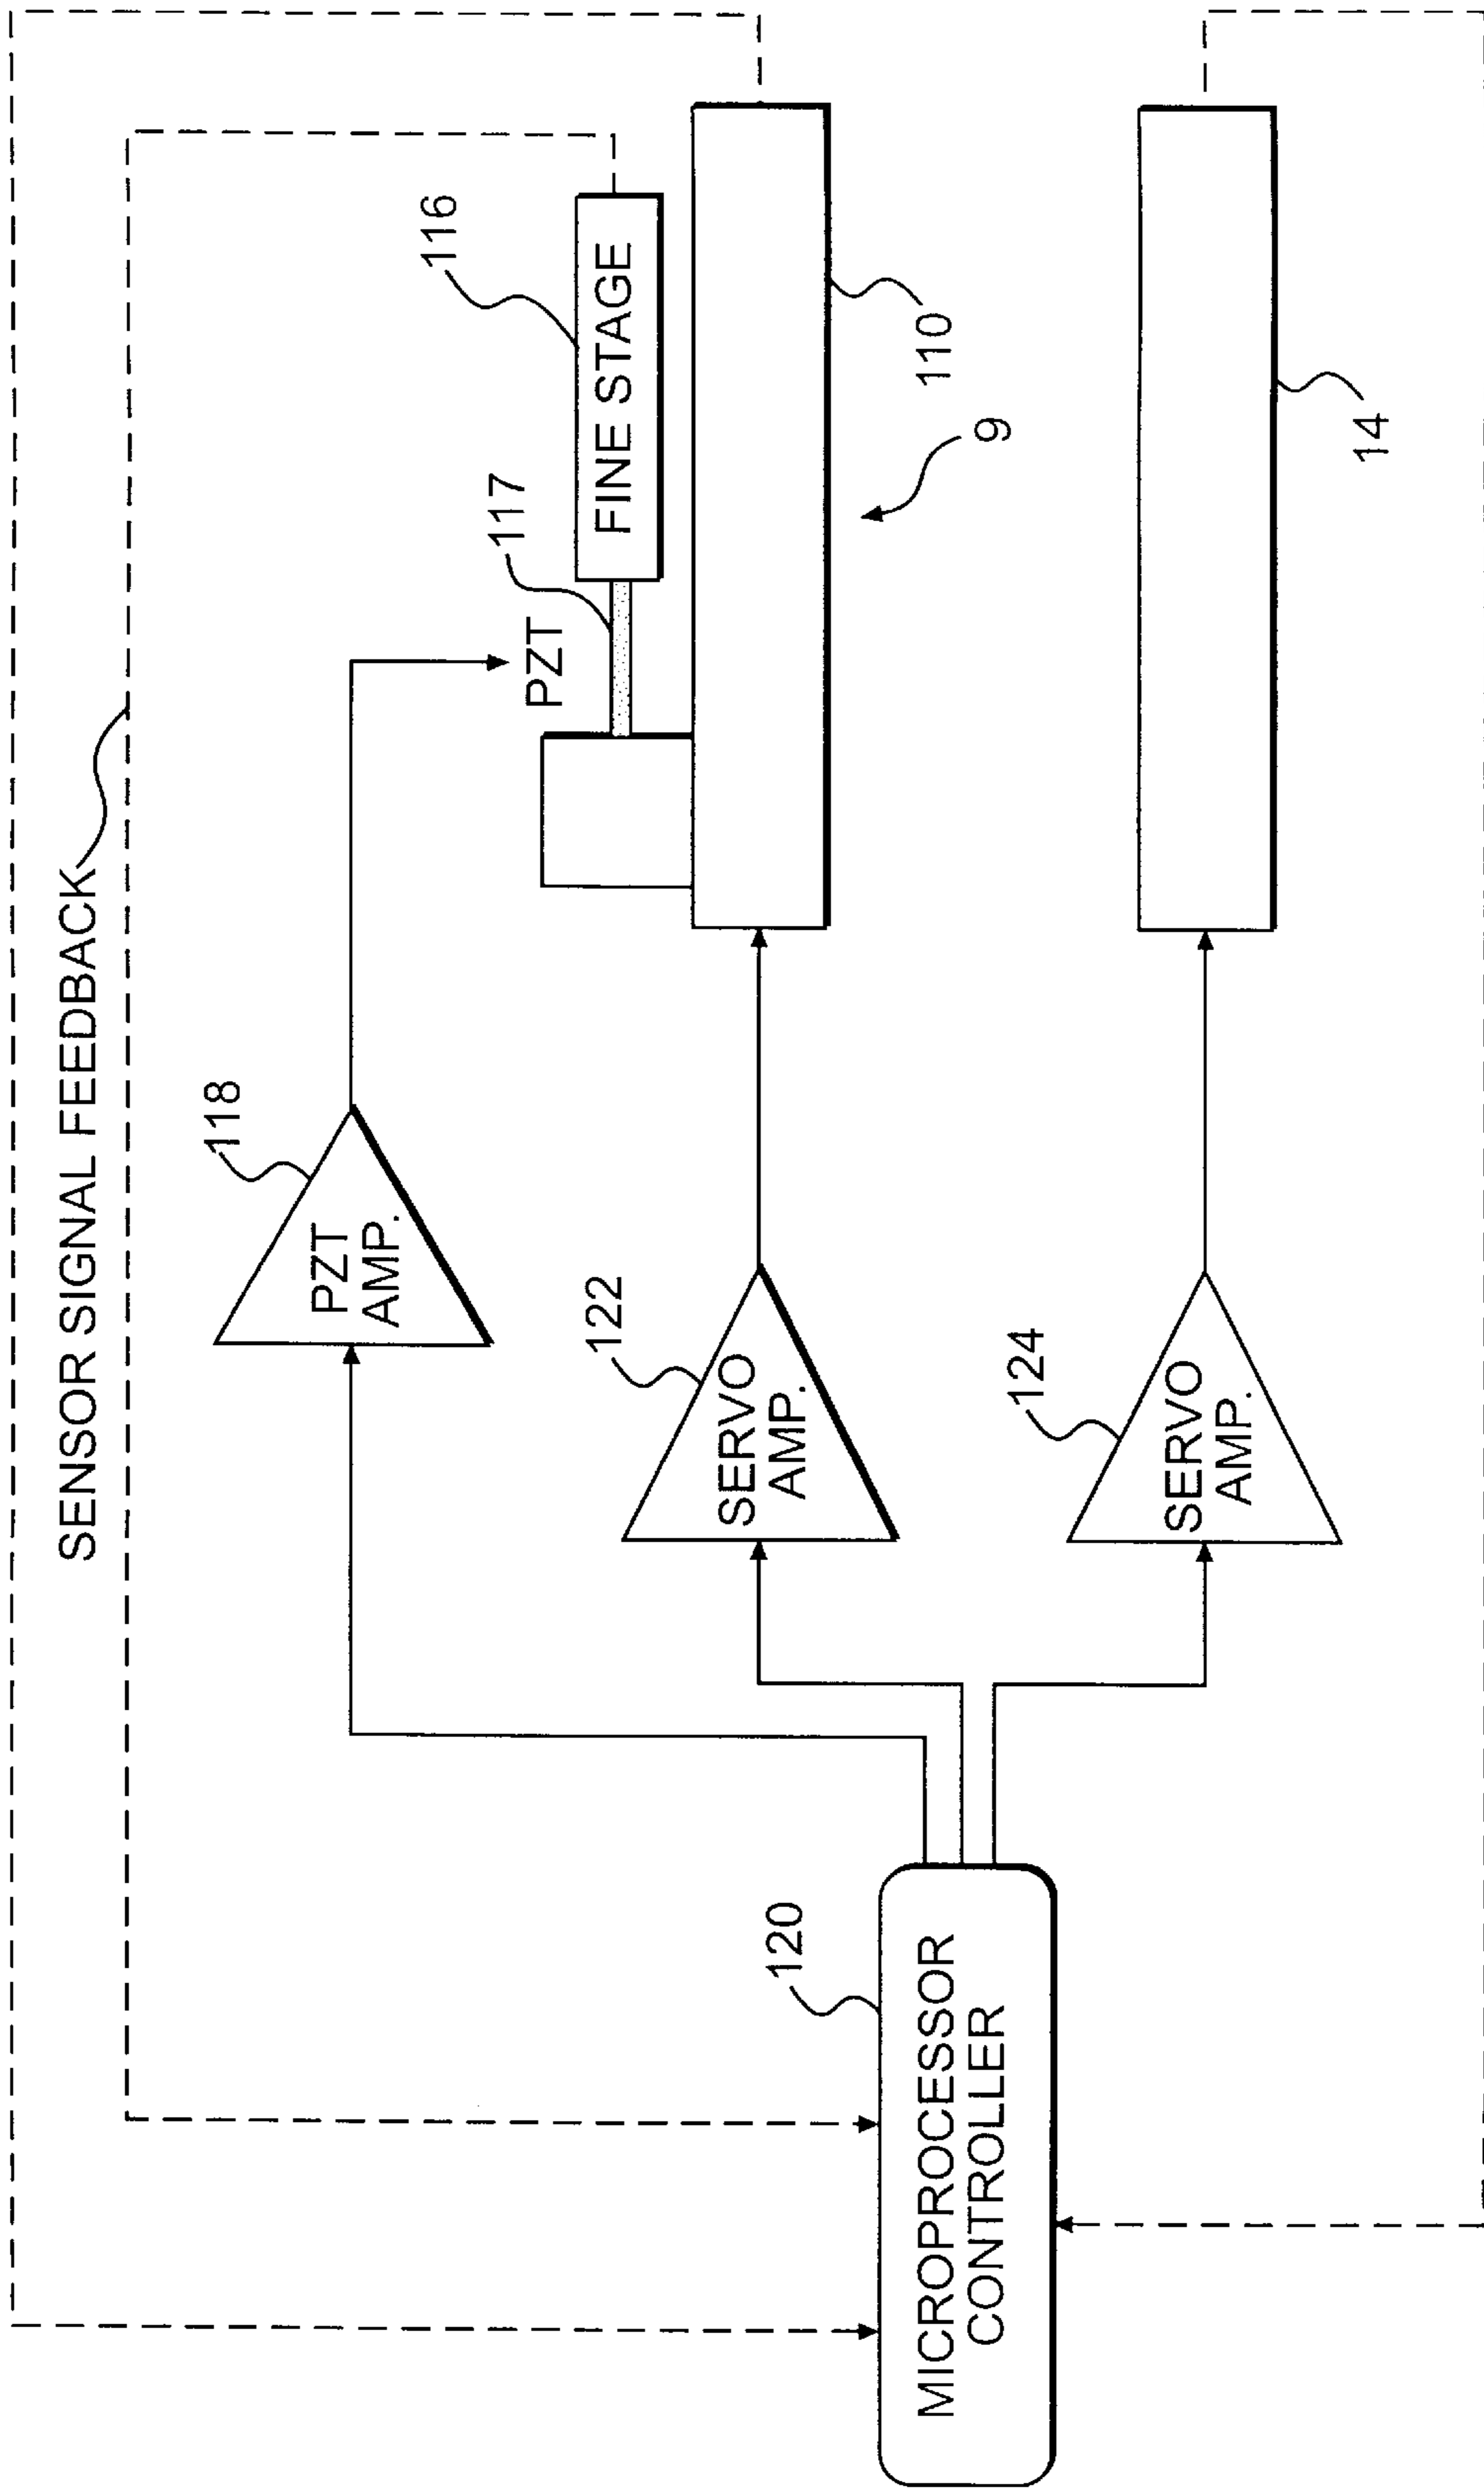 SENSOR SIGNAL FEEDBACK
118
PZT
AMP.
117
PZT
116
FINE STAGE
122
SERVO
AMP.
110
9
120
MICROPROCESSOR
CONTROLLER
124
SERVO
AMP.
14